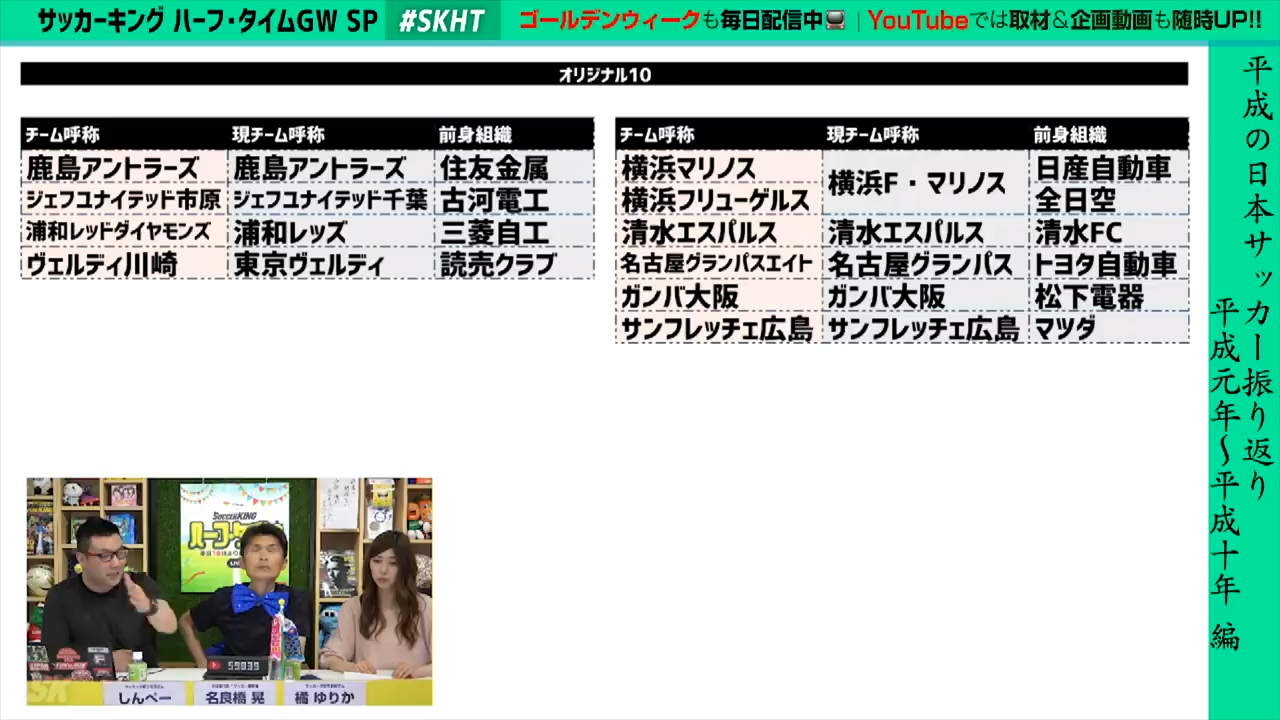 サッカーキング ハーフ・タイムGW SP #SKHT ゴールデンウィークも毎日配信中 | YouTubeでは取材&企画動画も随時UP!!
オリジナル10
チーム呼称 現チーム呼称 前身組織
鹿島アントラーズ 鹿島アントラーズ 住友金属
ジェフユナイテッド市原 ジェフユナイテッド千葉 古河電工
浦和レッドダイヤモンズ 浦和レッズ 三菱自工
ヴェルディ川崎 東京ヴェルディ 読売クラブ
チーム呼称 現チーム呼称 前身組織
横浜マリノス 横浜F・マリノス 日産自動車
横浜フリューゲルス 全日空
清水エスパルス 清水エスパルス 清水FC
名古屋グランパスエイト 名古屋グランパス トヨタ自動車
ガンバ大阪 ガンバ大阪 松下電器
サンフレッチェ広島 サンフレッチェ広島 マツダ
平成の日本サッカー振り返り
平成元年〜平成十年 編
SOCCER KING
59039
SK
しんぺー
名良橋 晃
橘 ゆりか